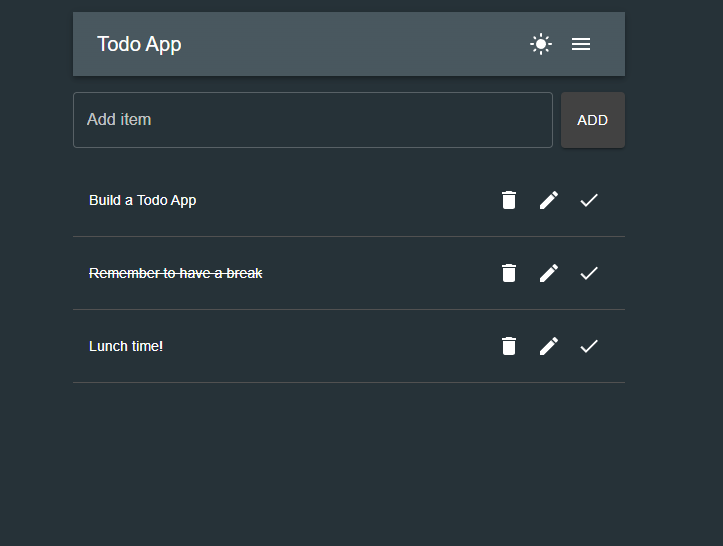 Todo App
Add item
ADD
Build a Todo App
Remember to have a break
Lunch time!